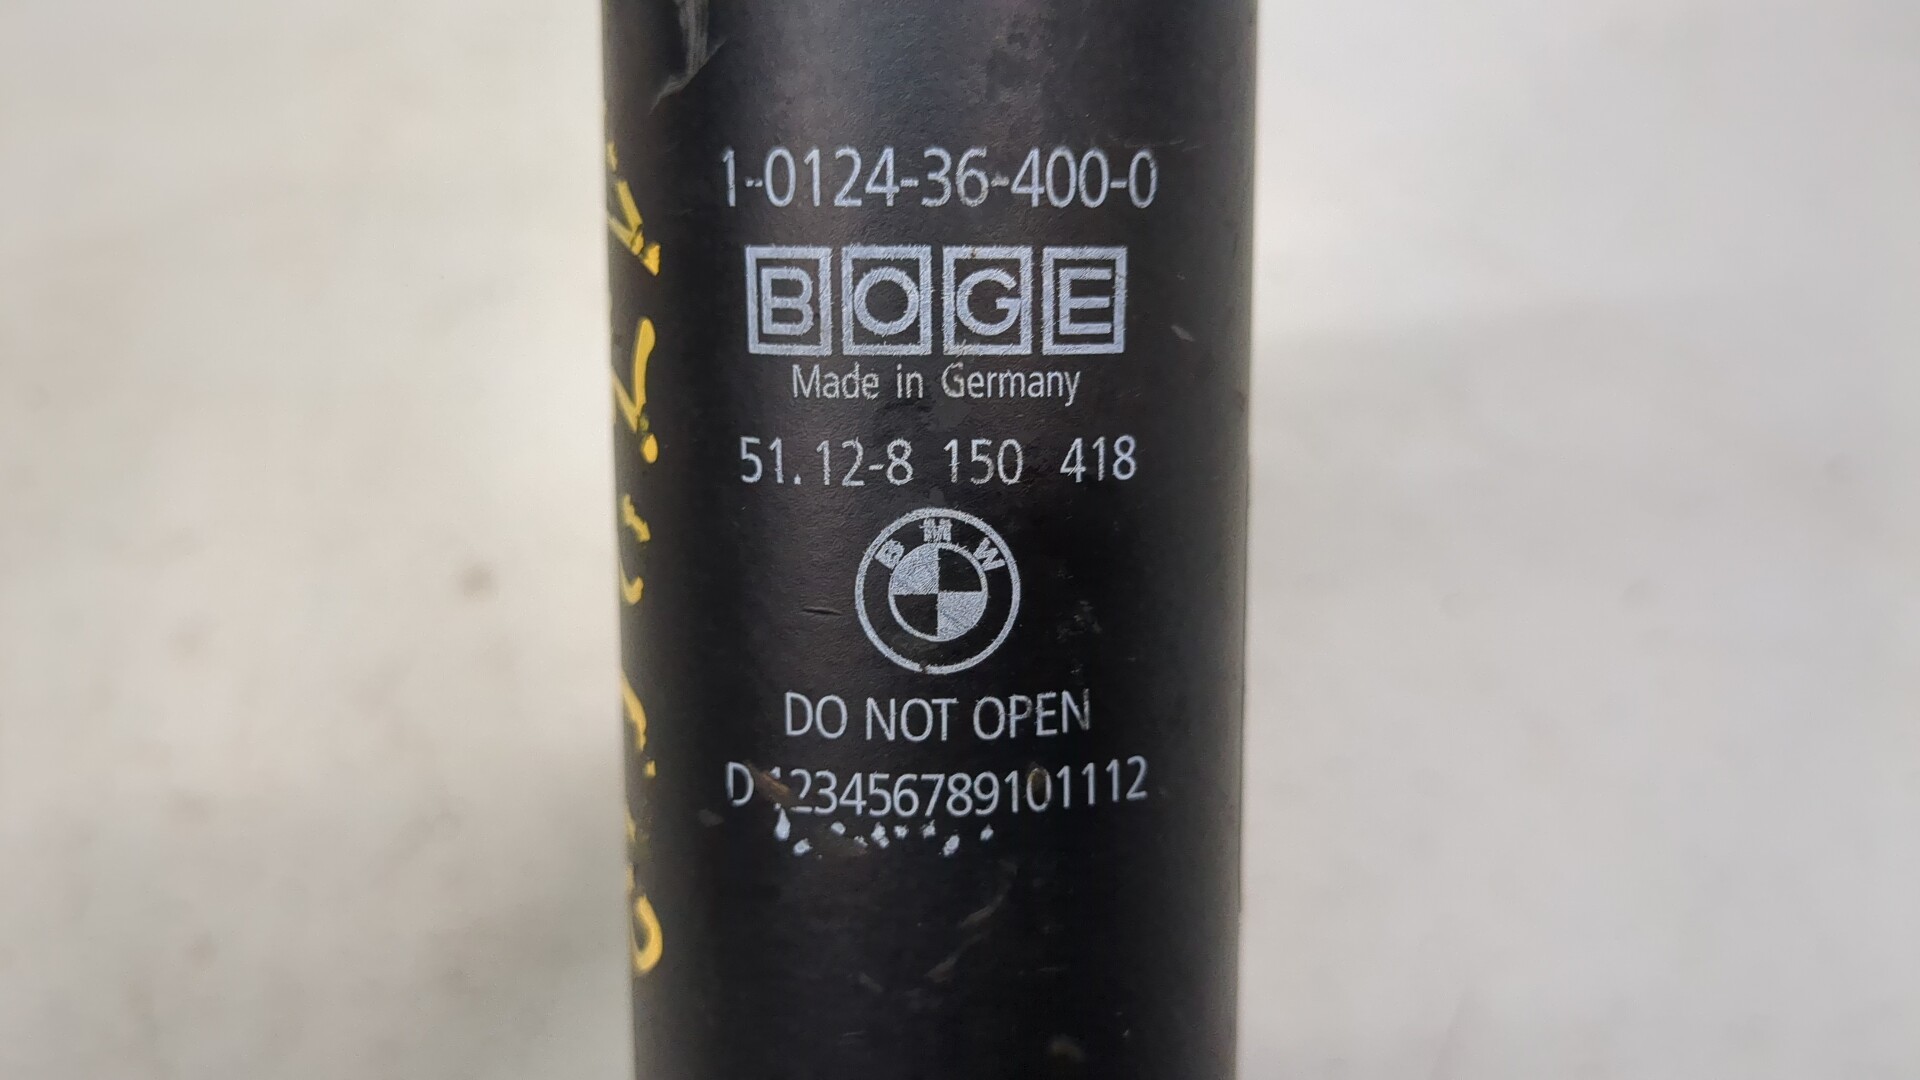 1-0124-36-400-0
BOGE
Made in Germany
51.12-8 150 418
BMW
DO NOT OPEN
D 123456789101112